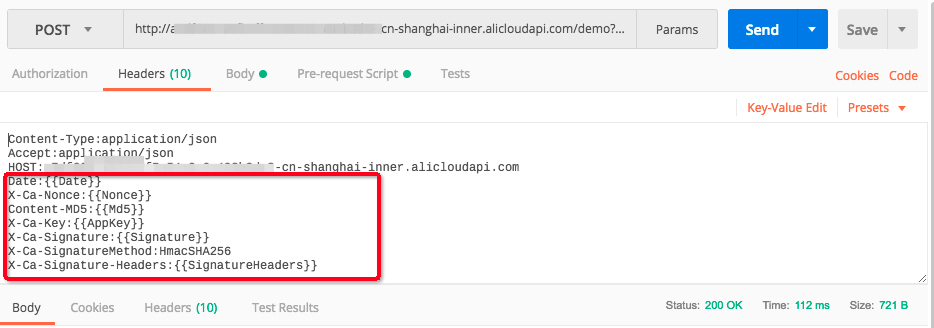 POST
http://
cn-shanghai-inner.alicloudapi.com/demo?...
Params
Send
Save
Authorization
Headers (10)
Body
Pre-request Script
Tests
Cookies
Code
Key-Value Edit
Presets
Content-Type:application/json
Accept:application/json
HOST:
-cn-shanghai-inner.alicloudapi.com
Date:{{Date}}
X-Ca-Nonce:{{Nonce}}
Content-MD5:{{Md5}}
X-Ca-Key:{{AppKey}}
X-Ca-Signature:{{Signature}}
X-Ca-SignatureMethod:HmacSHA256
X-Ca-Signature-Headers:{{SignatureHeaders}}
Body
Cookies
Headers (10)
Test Results
Status: 200 OK
Time: 112 ms
Size: 721 B